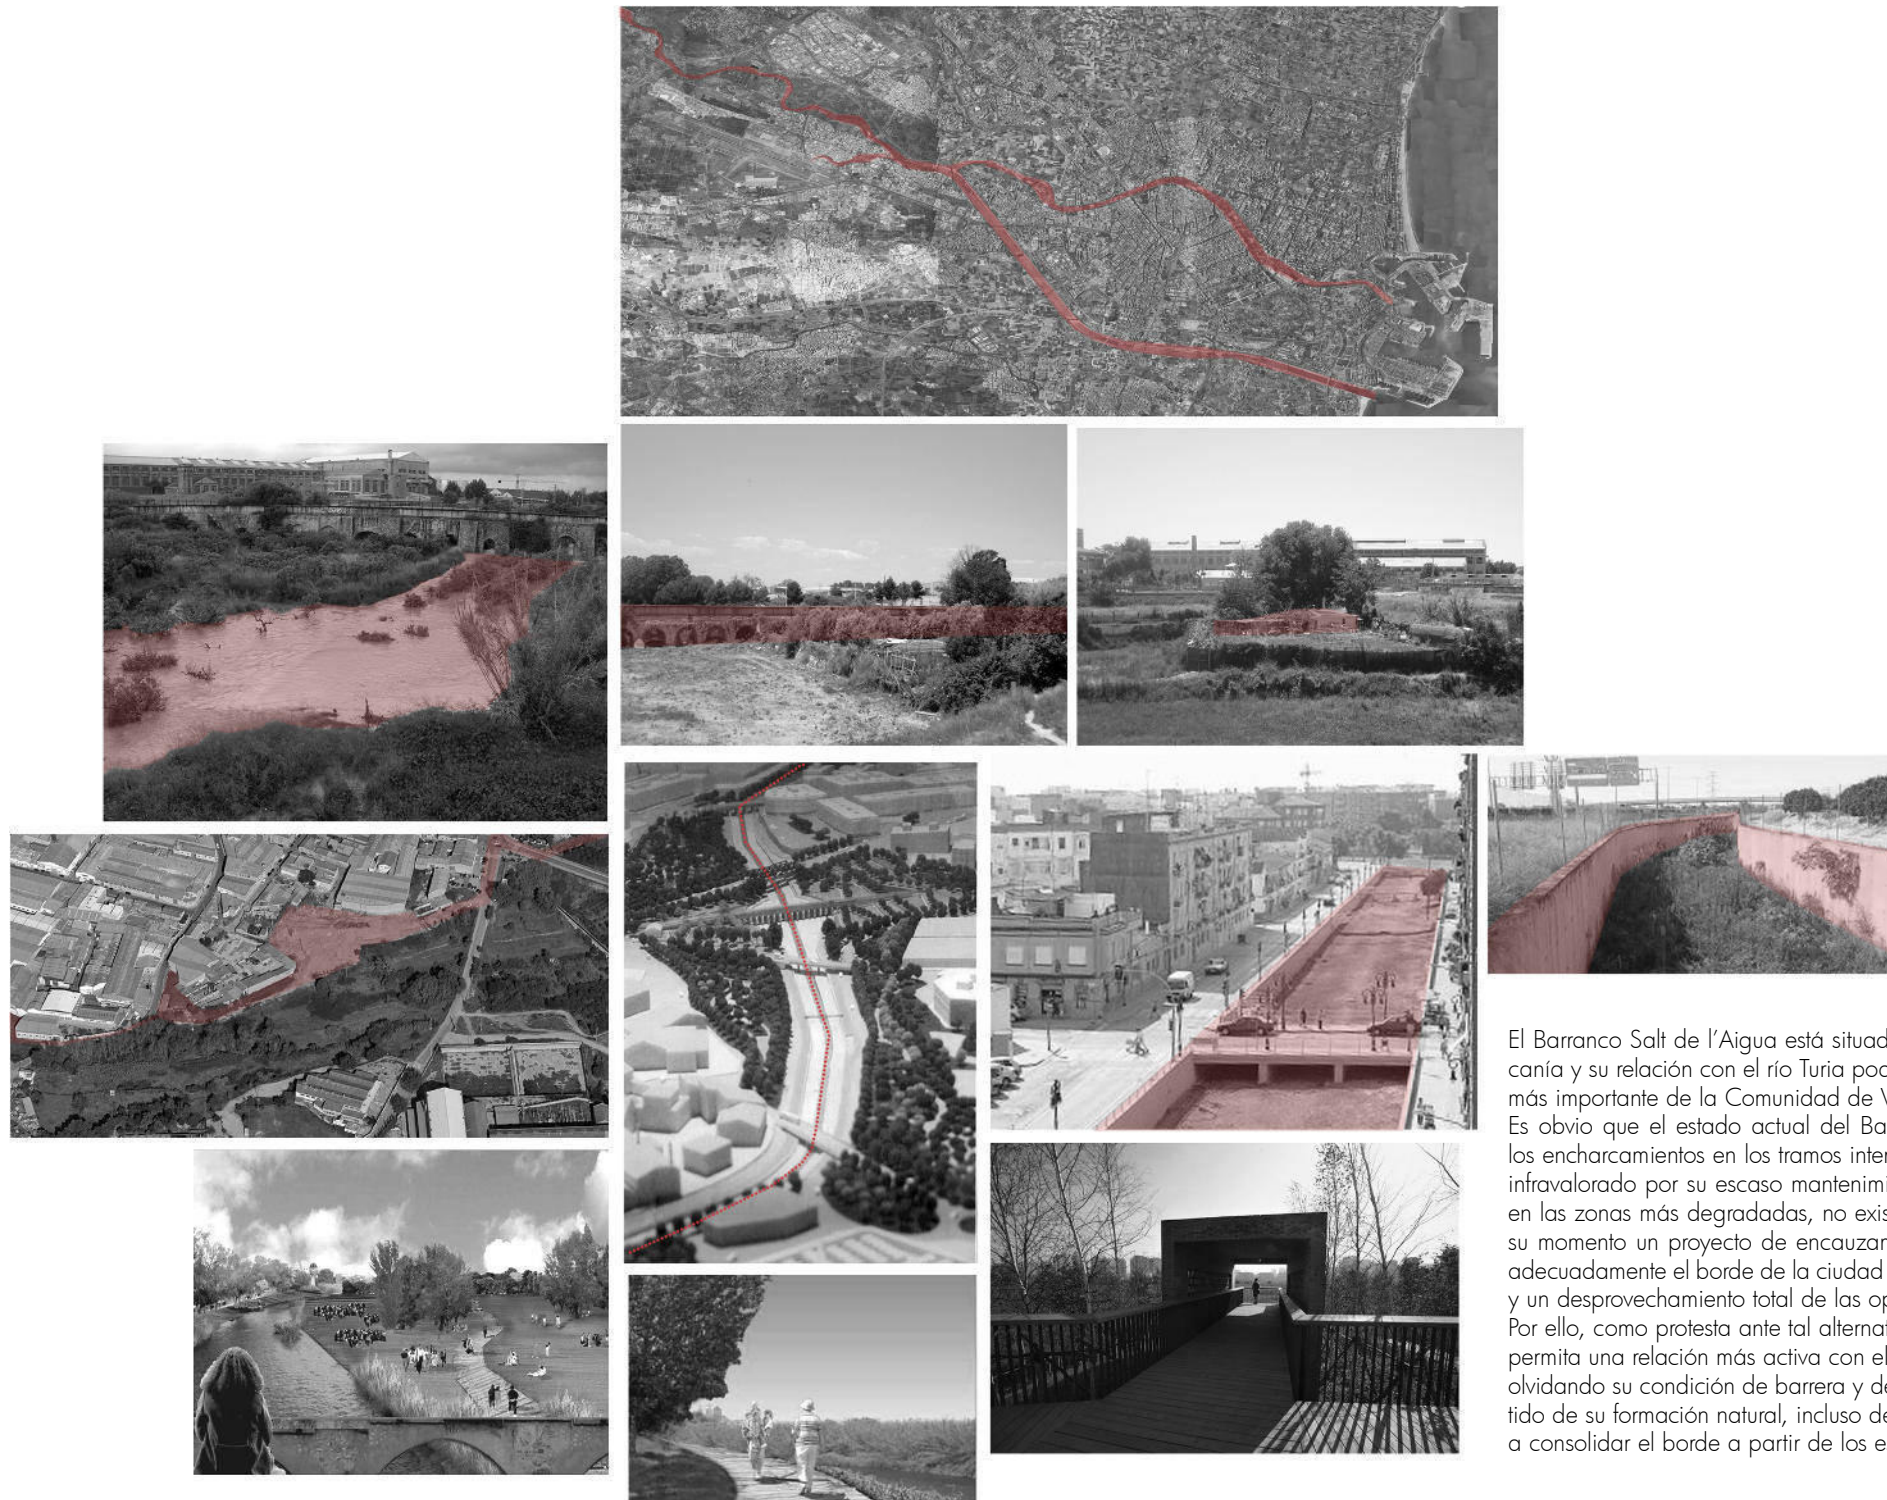 El Barranco Salt de l'Aigua está situad
canía y su relación con el río Turia pod
más importante de la Comunidad de V
Es obvio que el estado actual del Ba
los encharcamientos en los tramos inter
infravalorado por su escaso mantenimi
en las zonas más degradadas, no exis
su momento un proyecto de encauzar
adecuadamente el borde de la ciudad
y un desprovechamiento total de las op
Por ello, como protesta ante tal alternat
permita una relación más activa con el
olvidando su condición de barrera y de
tido de su formación natural, incluso de
a consolidar el borde a partir de los e